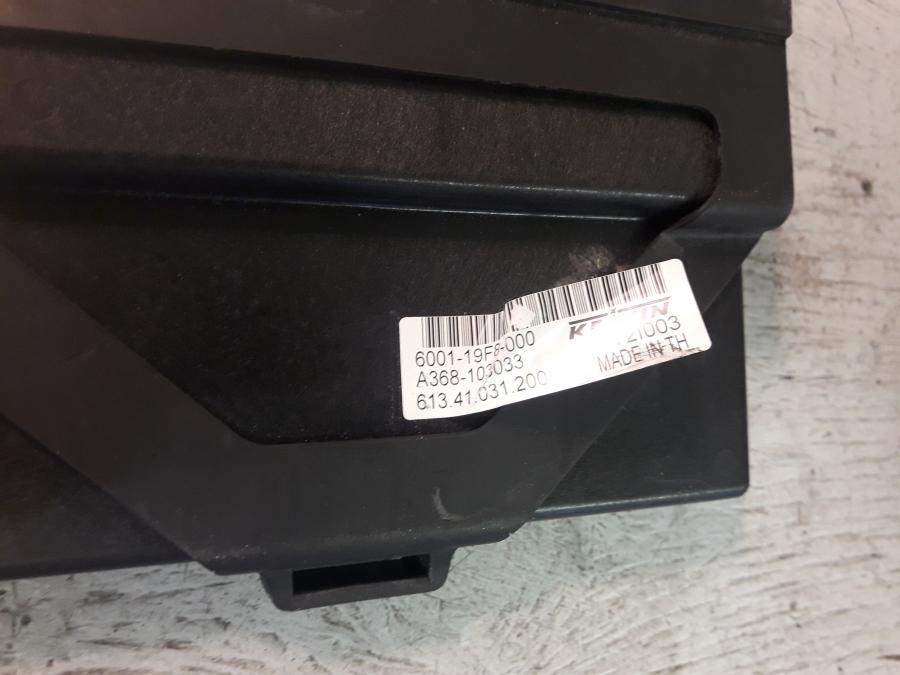 KEIHIN
6001-19F8-000
A368-103033
613.41.031.200
MADE IN TH